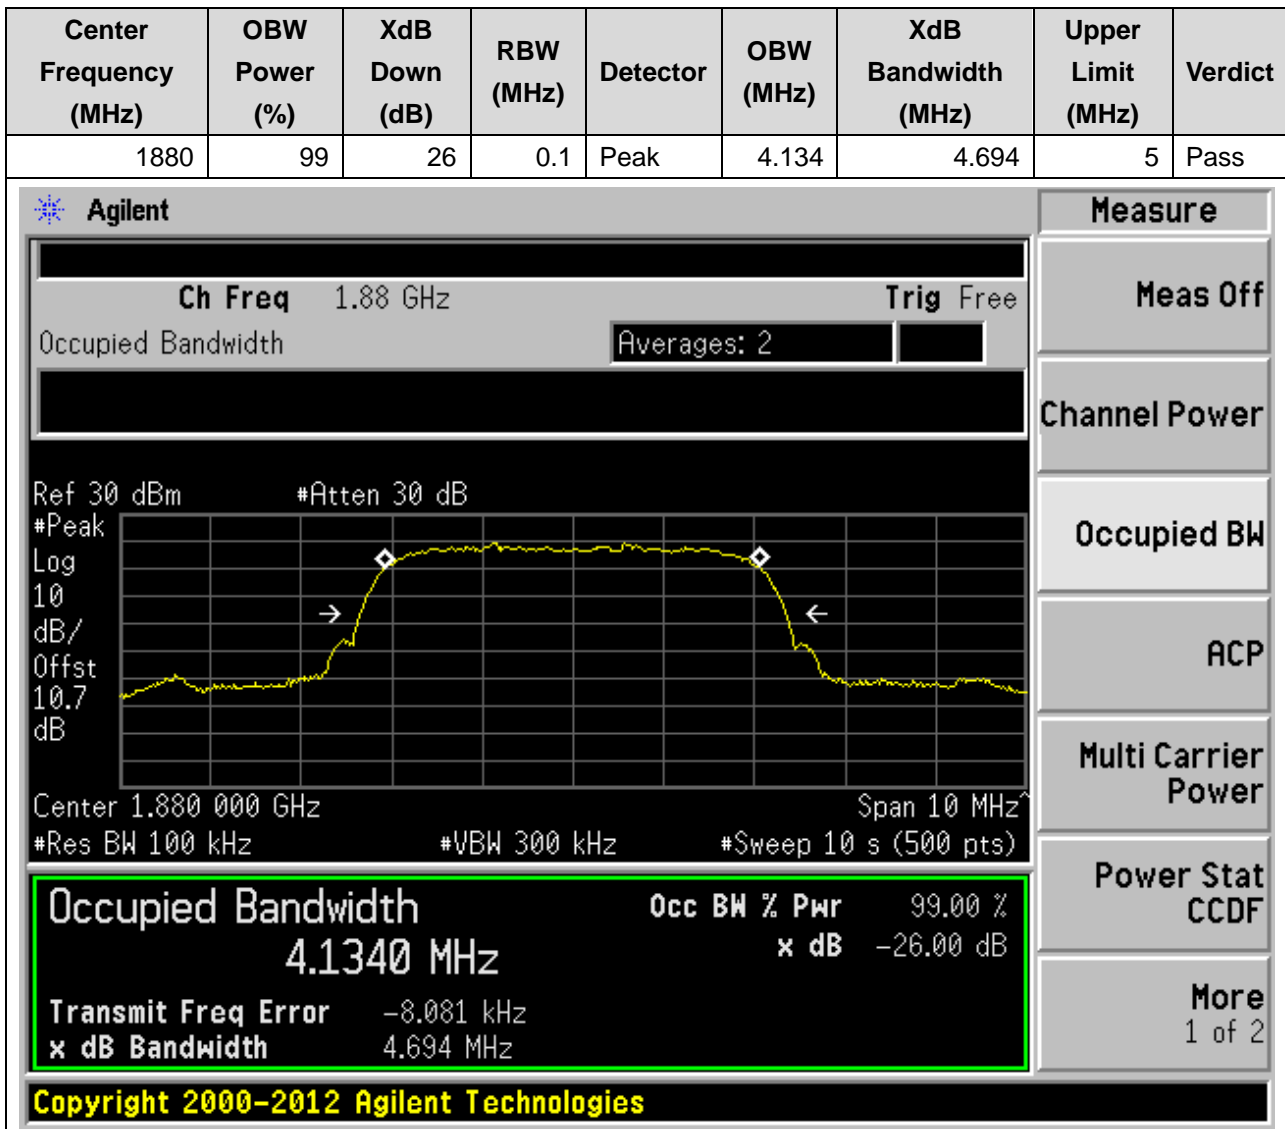 Center Frequency (MHz) OBW Power (%) XdB Down (dB) RBW (MHz) Detector OBW (MHz) XdB Bandwidth (MHz) Upper Limit (MHz) Verdict
1880 99 26 0.1 Peak 4.134 4.694 5 Pass
Agilent
Ch Freq 1.88 GHz Trig Free
Occupied Bandwidth Averages: 2
Ref 30 dBm #Atten 30 dB
#Peak
Log
10
dB/
Offst
10.7
dB
Center 1.880 000 GHz Span 10 MHz^
#Res BW 100 kHz #VBW 300 kHz #Sweep 10 s (500 pts)
Occupied Bandwidth Occ BW % Pwr 99.00 %
4.1340 MHz x dB -26.00 dB
Transmit Freq Error -8.081 kHz
x dB Bandwidth 4.694 MHz
Copyright 2000-2012 Agilent Technologies
Measure
Meas Off
Channel Power
Occupied BW
ACP
Multi Carrier
Power
Power Stat
CCDF
More
1 of 2